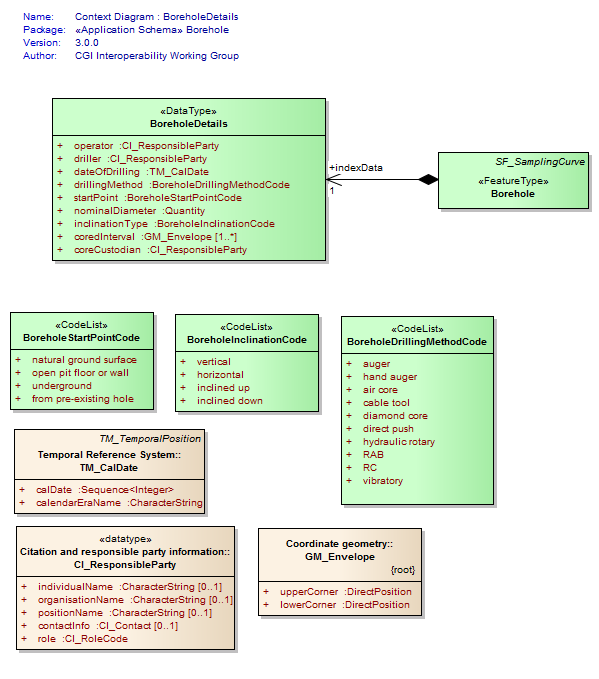 Name: Context Diagram : BoreholeDetails
Package: «Application Schema» Borehole
Version: 3.0.0
Author: CGI Interoperability Working Group
«DataType»
BoreholeDetails
+ operator :CI_ResponsibleParty
+ driller :CI_ResponsibleParty
+ dateOfDrilling :TM_CalDate
+ drillingMethod :BoreholeDrillingMethodCode
+ startPoint :BoreholeStartPointCode
+ nominalDiameter :Quantity
+ inclinationType :BoreholeInclinationCode
+ coredInterval :GM_Envelope [1..*]
+ coreCustodian :CI_ResponsibleParty
+indexData
1
SF_SamplingCurve
«FeatureType»
Borehole
«CodeList»
BoreholeStartPointCode
+ natural ground surface
+ open pit floor or wall
+ underground
+ from pre-existing hole
«CodeList»
BoreholeInclinationCode
+ vertical
+ horizontal
+ inclined up
+ inclined down
«CodeList»
BoreholeDrillingMethodCode
+ auger
+ hand auger
+ air core
+ cable tool
+ diamond core
+ direct push
+ hydraulic rotary
+ RAB
+ RC
+ vibratory
TM_TemporalPosition
Temporal Reference System::
TM_CalDate
+ calDate :Sequence<Integer>
+ calendarEraName :CharacterString
«datatype»
Citation and responsible party information::
CI_ResponsibleParty
+ individualName :CharacterString [0..1]
+ organisationName :CharacterString [0..1]
+ positionName :CharacterString [0..1]
+ contactInfo :CI_Contact [0..1]
+ role :CI_RoleCode
Coordinate geometry::
GM_Envelope
{root}
+ upperCorner :DirectPosition
+ lowerCorner :DirectPosition